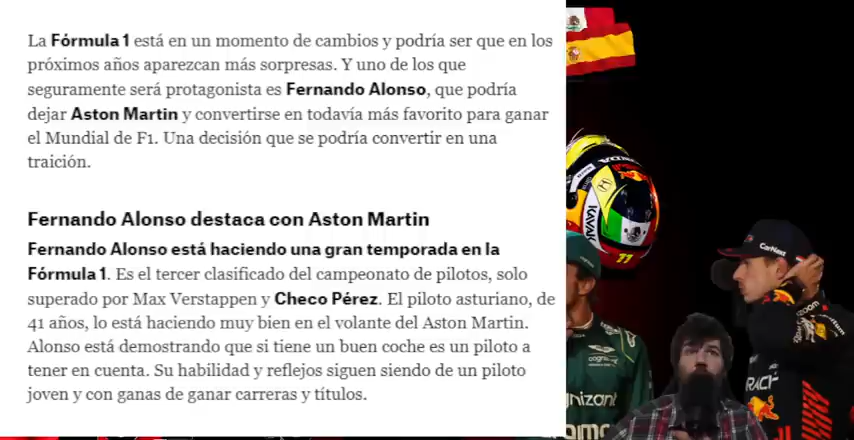 La Fórmula 1 está en un momento de cambios y podría ser que en los
próximos años aparezcan más sorpresas. Y uno de los que
seguramente será protagonista es Fernando Alonso, que podría
dejar Aston Martin y convertirse en todavía más favorito para ganar
el Mundial de F1. Una decisión que se podría convertir en una
traición.
Fernando Alonso destaca con Aston Martin
Fernando Alonso está haciendo una gran temporada en la
Fórmula 1. Es el tercer clasificado del campeonato de pilotos, solo
superado por Max Verstappen y Checo Pérez. El piloto asturiano, de
41 años, lo está haciendo muy bien en el volante del Aston Martin.
Alonso está demostrando que si tiene un buen coche es un piloto a
tener en cuenta. Su habilidad y reflejos siguen siendo de un piloto
joven y con ganas de ganar carreras y títulos.
HONDA
KAVAK
11
CarNext
cognizant